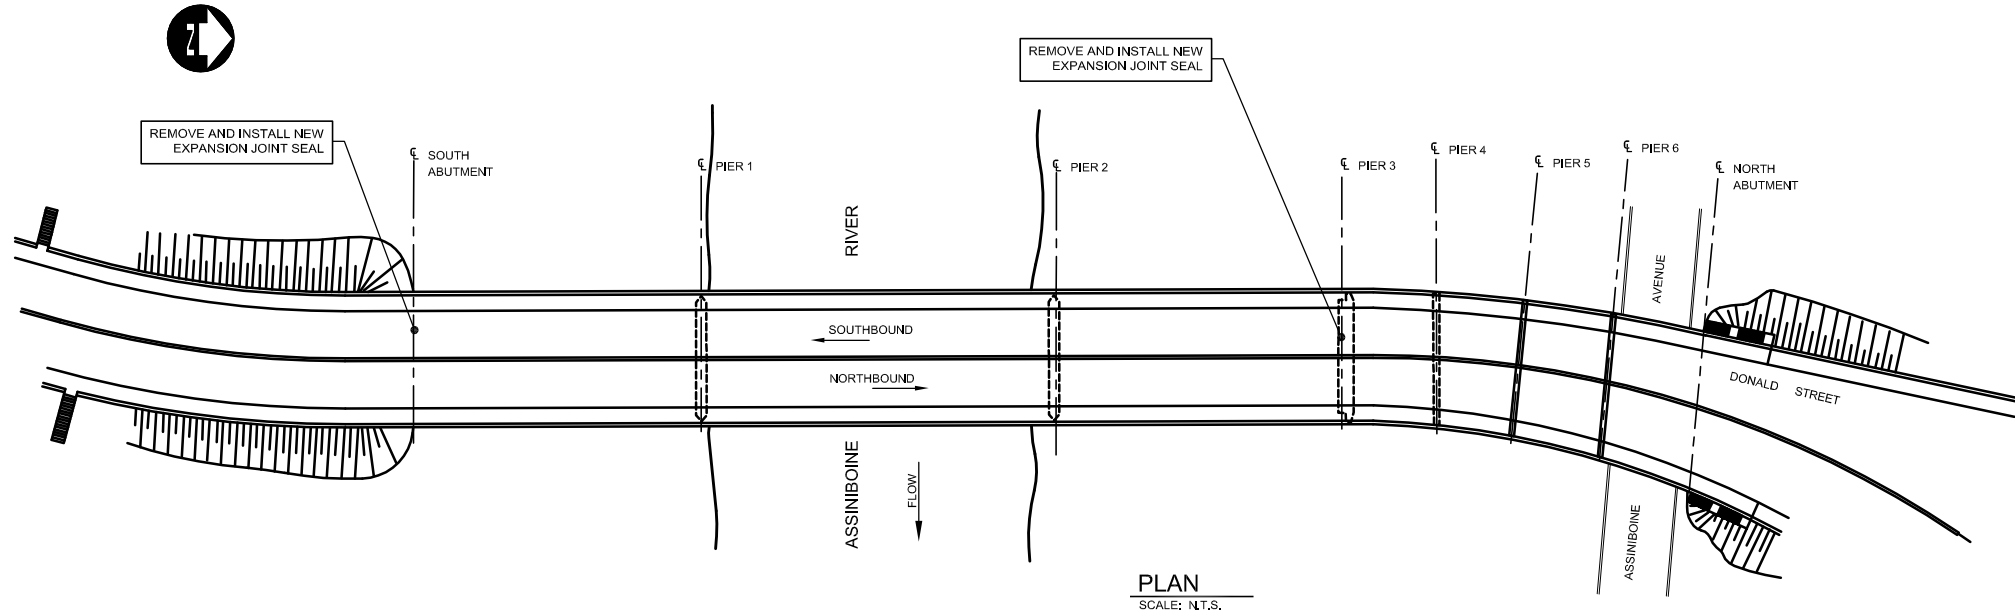 N
REMOVE AND INSTALL NEW
EXPANSION JOINT SEAL
REMOVE AND INSTALL NEW
EXPANSION JOINT SEAL
℄ SOUTH
ABUTMENT
℄ PIER 1
℄ PIER 2
℄ PIER 3
℄ PIER 4
℄ PIER 5
℄ PIER 6
℄ NORTH
ABUTMENT
RIVER
AVENUE
SOUTHBOUND
NORTHBOUND
DONALD STREET
ASSINIBOINE
FLOW
ASSINIBOINE
PLAN
SCALE: N.T.S.